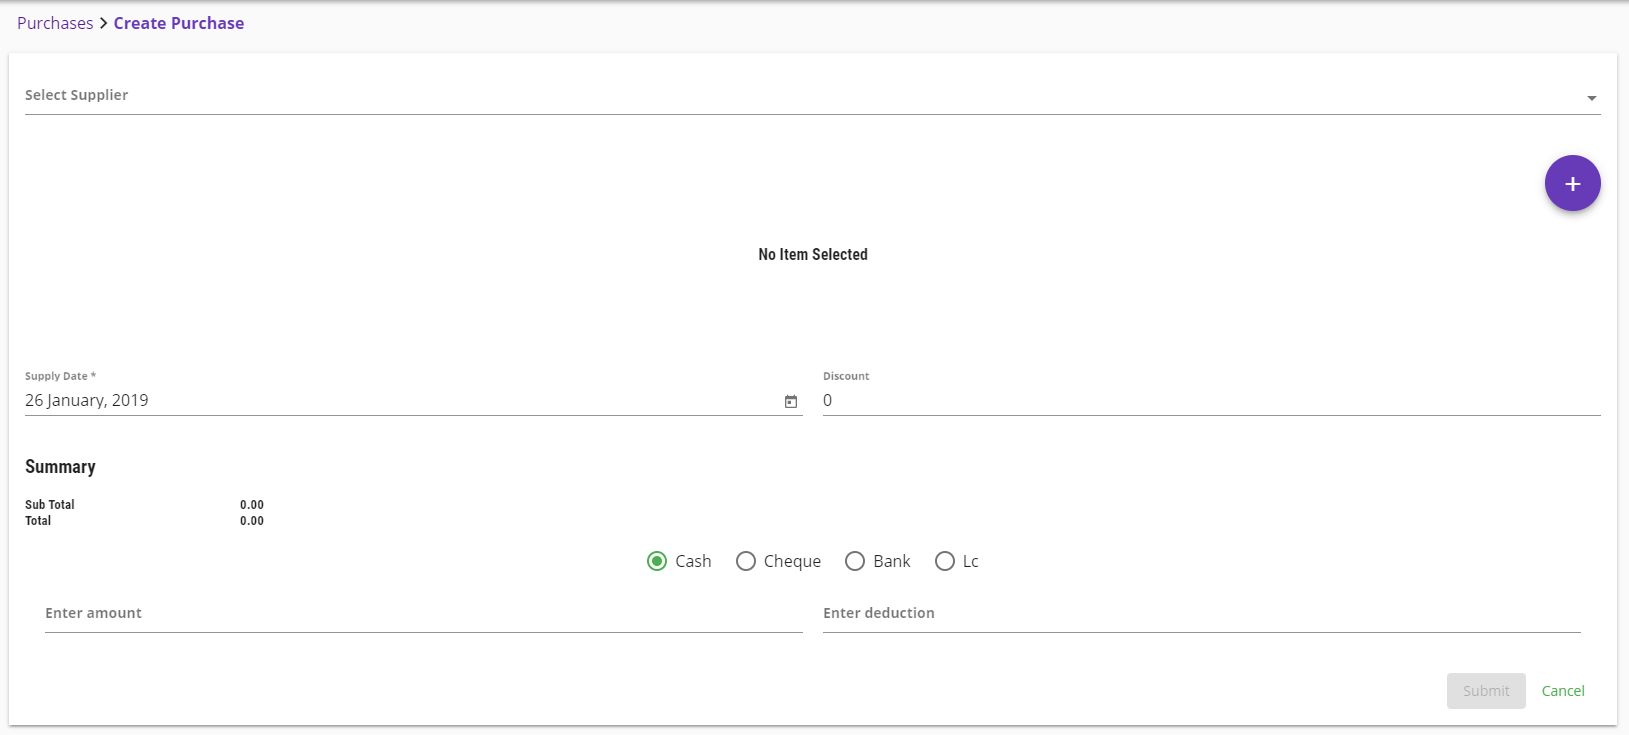 Purchases > Create Purchase
Select Supplier
+
No Item Selected
Supply Date * Discount
26 January, 2019 0
Summary
Sub Total 0.00
Total 0.00
Cash Cheque Bank Lc
Enter amount Enter deduction
Submit Cancel